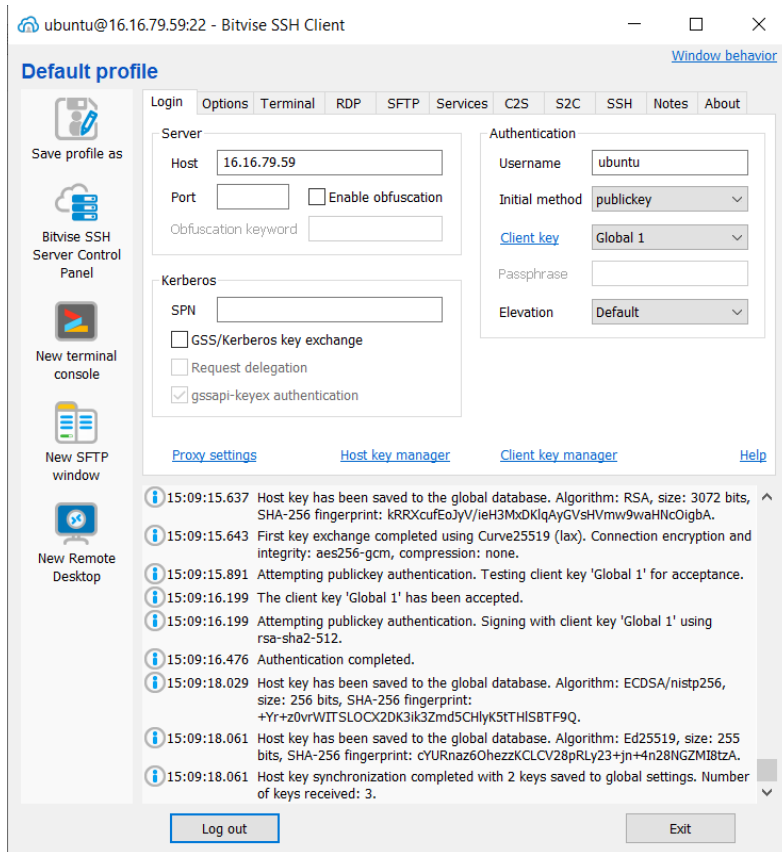 ubuntu@16.16.79.59:22 - Bitvise SSH Client
Default profile
Window behavior
Save profile as
Bitvise SSH
Server Control
Panel
New terminal
console
New SFTP
window
New Remote
Desktop
Login Options Terminal RDP SFTP Services C2S S2C SSH Notes About
Server
Host 16.16.79.59
Port Enable obfuscation
Obfuscation keyword
Kerberos
SPN
GSS/Kerberos key exchange
Request delegation
gssapi-keyex authentication
Authentication
Username ubuntu
Initial method publickey
Client key Global 1
Passphrase
Elevation Default
Proxy settings Host key manager Client key manager Help
15:09:15.637 Host key has been saved to the global database. Algorithm: RSA, size: 3072 bits,
SHA-256 fingerprint: kRRXcufEoJyV/ieH3MxDKlqAyGVsHVmw9waHNcOigbA.
15:09:15.643 First key exchange completed using Curve25519 (lax). Connection encryption and
integrity: aes256-gcm, compression: none.
15:09:15.891 Attempting publickey authentication. Testing client key 'Global 1' for acceptance.
15:09:16.199 The client key 'Global 1' has been accepted.
15:09:16.199 Attempting publickey authentication. Signing with client key 'Global 1' using
rsa-sha2-512.
15:09:16.476 Authentication completed.
15:09:18.029 Host key has been saved to the global database. Algorithm: ECDSA/nistp256,
size: 256 bits, SHA-256 fingerprint:
+Yr+z0vrWITSLOCX2DK3ik3Zmd5CHlyK5tTHlSBTF9Q.
15:09:18.061 Host key has been saved to the global database. Algorithm: Ed25519, size: 255
bits, SHA-256 fingerprint: cYURnaz6OhezzKCLCV28pRLy23+jn+4n28NGZMI8tzA.
15:09:18.061 Host key synchronization completed with 2 keys saved to global settings. Number
of keys received: 3.
Log out Exit